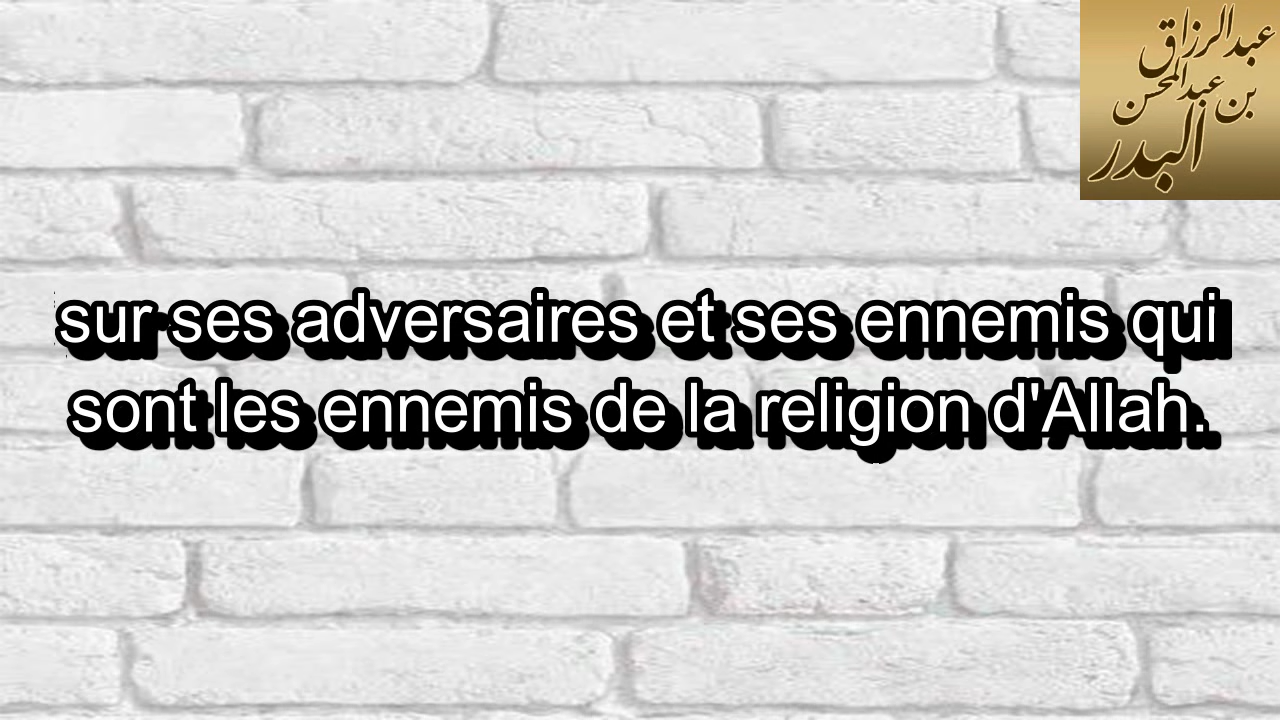 عبدالرزاق
بن عبدالمحسن
البدر
sur ses adversaires et ses ennemis qui
sont les ennemis de la religion d'Allah.